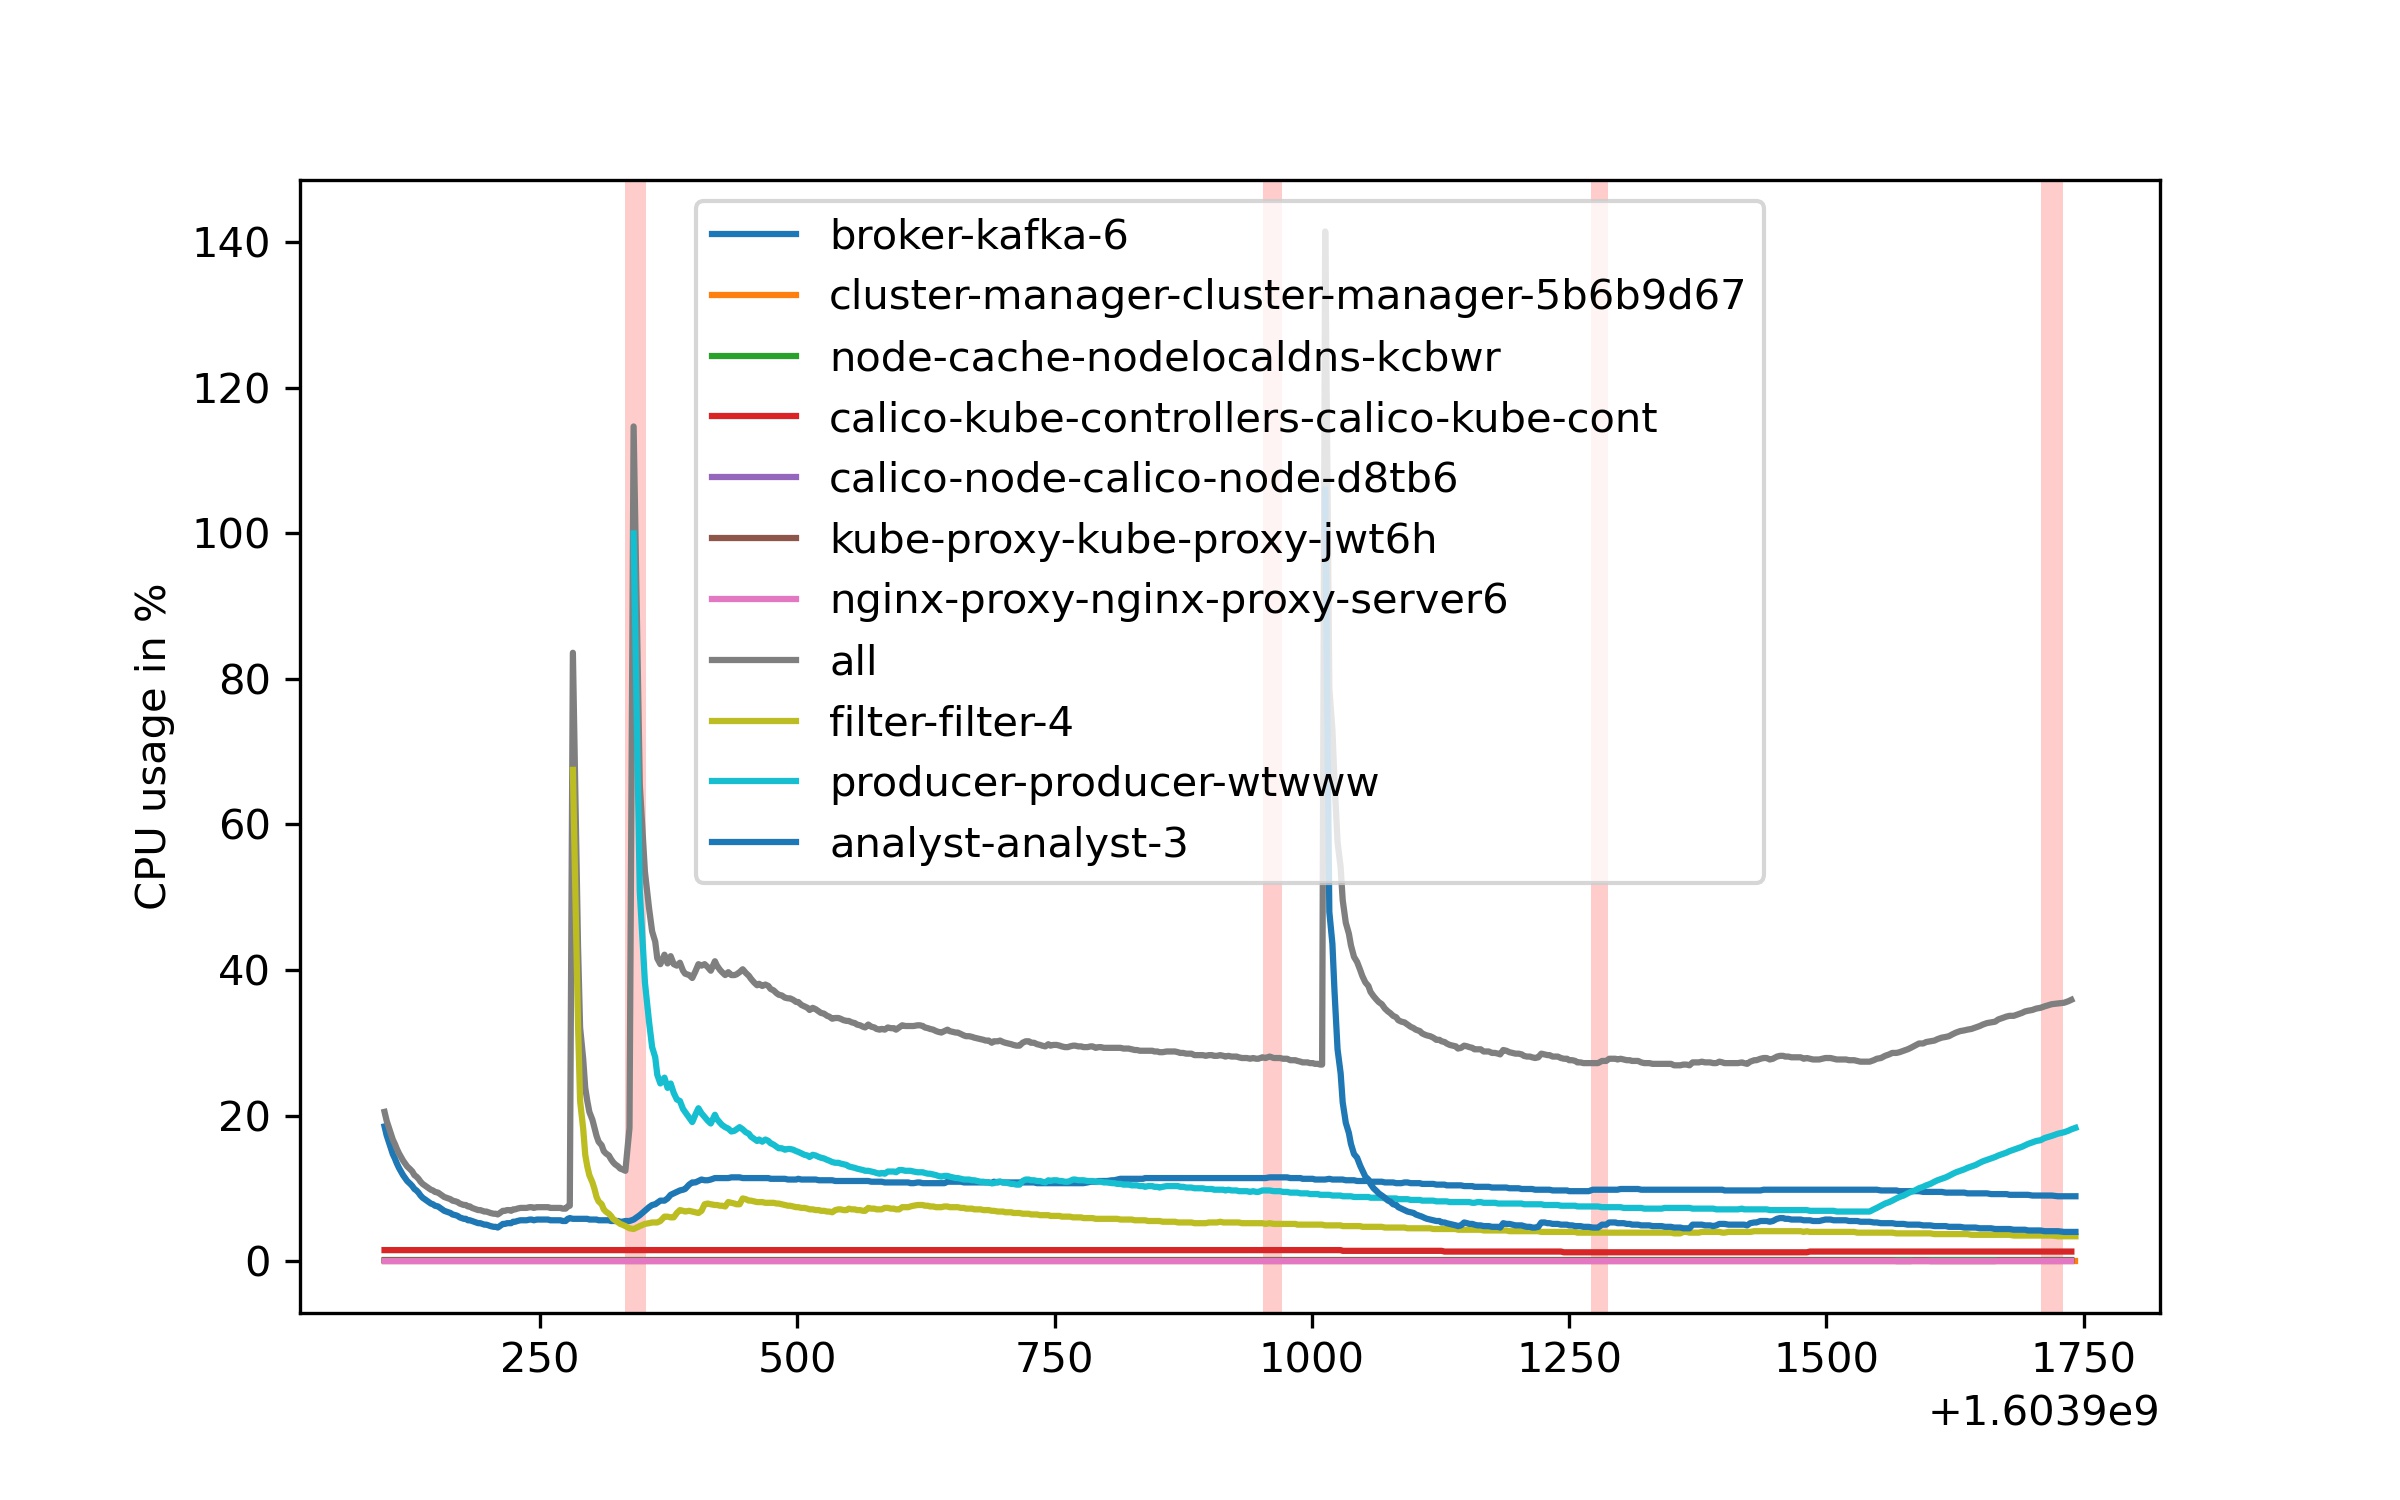 140
120
100
80
60
40
20
0
CPU usage in %
broker-kafka-6
cluster-manager-cluster-manager-5b6b9d67
node-cache-nodelocaldns-kcbwr
calico-kube-controllers-calico-kube-cont
calico-node-calico-node-d8tb6
kube-proxy-kube-proxy-jwt6h
nginx-proxy-nginx-proxy-server6
all
filter-filter-4
producer-producer-wtwww
analyst-analyst-3
250 500 750 1000 1250 1500 1750
+1.6039e9